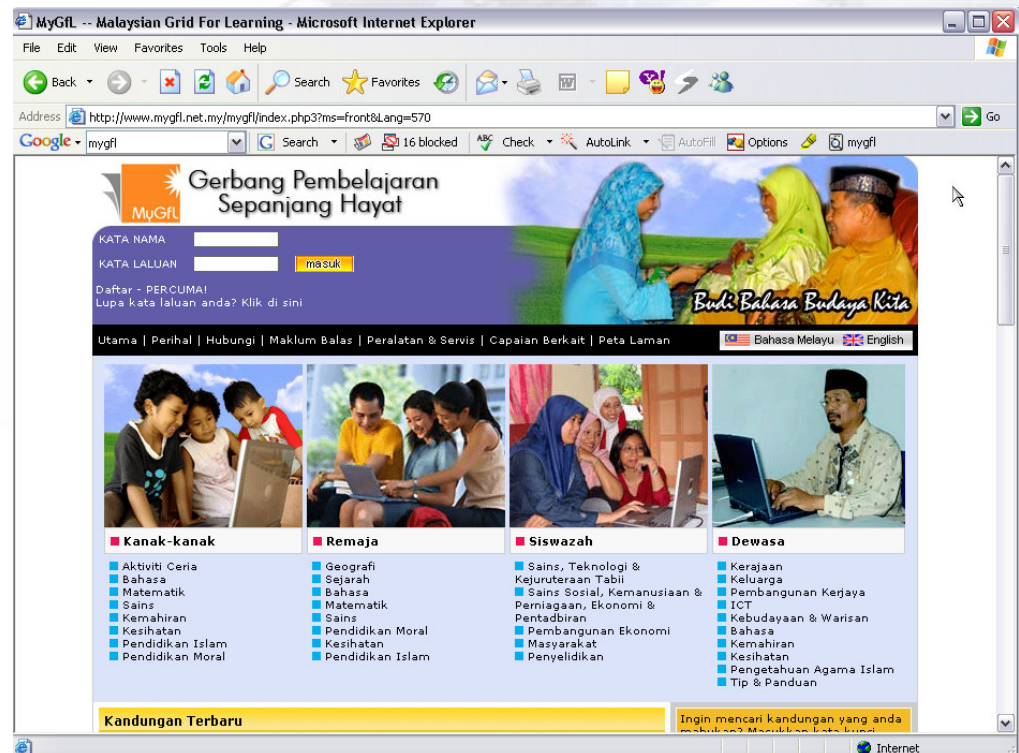 MyGfL -- Malaysian Grid For Learning - Microsoft Internet Explorer
File Edit View Favorites Tools Help
Back Search Favorites
Address http://www.mygfl.net.my/mygfl/index.php3?ms=front&Lang=570 Go
Google mygfl G Search 16 blocked ABC Check AutoLink AutoFill Options mygfl
MyGfL
Gerbang Pembelajaran
Sepanjang Hayat
KATA NAMA
KATA LALUAN masuk
Daftar - PERCUMA!
Lupa kata laluan anda? Klik di sini
Budi Bahasa Budaya Kita
Utama | Perihal | Hubungi | Maklum Balas | Peralatan & Servis | Capaian Berkait | Peta Laman Bahasa Melayu English
Kanak-kanak
Aktiviti Ceria
Bahasa
Matematik
Sains
Kemahiran
Kesihatan
Pendidikan Islam
Pendidikan Moral
Remaja
Geografi
Sejarah
Bahasa
Matematik
Sains
Pendidikan Moral
Kesihatan
Pendidikan Islam
Siswazah
Sains, Teknologi &
Kejuruteraan Tabii
Sains Sosial, Kemanusiaan &
Perniagaan, Ekonomi &
Pentadbiran
Pembangunan Ekonomi
Masyarakat
Penyelidikan
Dewasa
Kerajaan
Keluarga
Pembangunan Kerjaya
ICT
Kebudayaan & Warisan
Bahasa
Kemahiran
Kesihatan
Pengetahuan Agama Islam
Tip & Panduan
Kandungan Terbaru
Ingin mencari kandungan yang anda
Internet